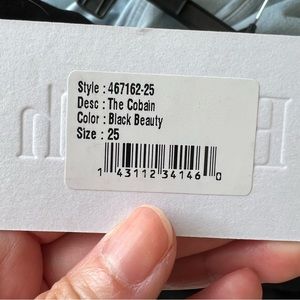 Style : 467162-25
Desc : The Cobain
Color : Black Beauty
Size : 25
1 43112 34146 0